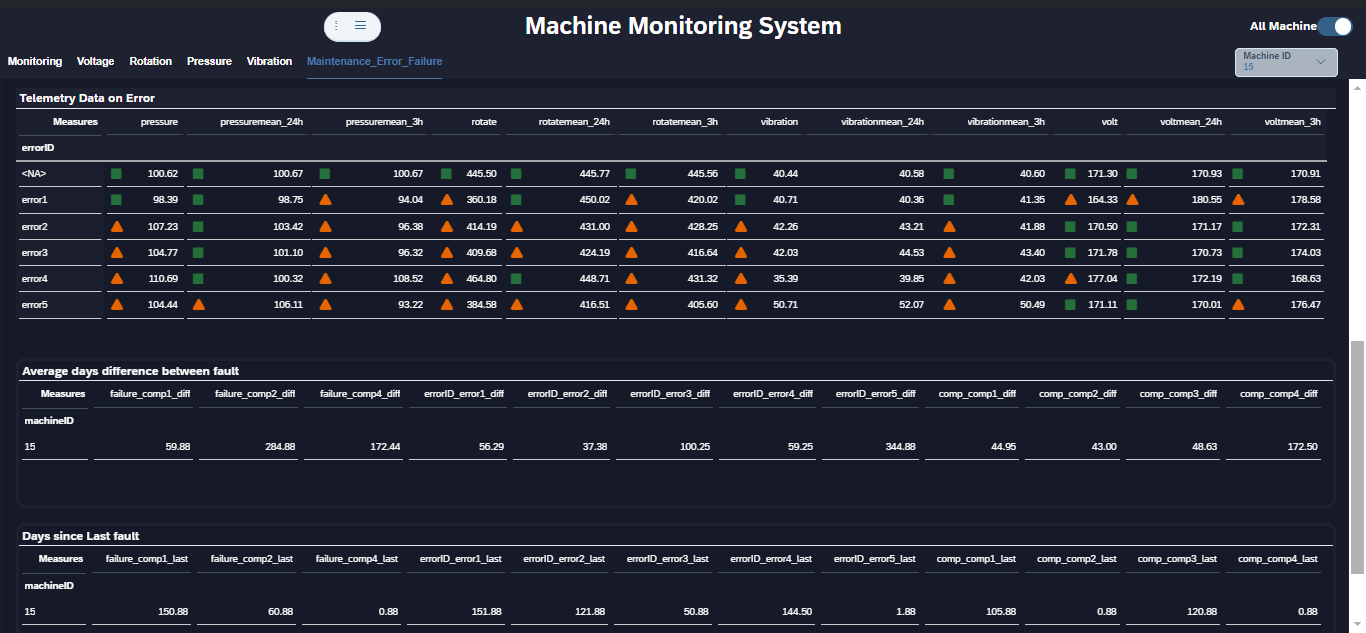 Machine Monitoring System
All Machine
Monitoring Voltage Rotation Pressure Vibration Maintenance_Error_Failure
Machine ID
15
Telemetry Data on Error
Measures pressure pressuremean_24h pressuremean_3h rotate rotatemean_24h rotatemean_3h vibration vibrationmean_24h vibrationmean_3h volt voltmean_24h voltmean_3h
errorID
<NA> 100.62 100.67 100.67 445.50 445.77 445.56 40.44 40.58 40.60 171.30 170.93 170.91
error1 98.39 98.75 94.04 360.18 450.02 420.02 40.71 40.36 41.35 164.33 180.55 178.58
error2 107.23 103.42 96.38 414.19 431.00 428.25 42.26 43.21 41.88 170.50 171.17 172.31
error3 104.77 101.10 96.32 409.68 424.19 416.64 42.03 44.53 43.40 171.78 170.73 174.03
error4 110.69 100.32 108.52 464.80 448.71 431.32 35.39 39.85 42.03 177.04 172.19 168.63
error5 104.44 106.11 93.22 384.58 416.51 405.60 50.71 52.07 50.49 171.11 170.01 176.47
Average days difference between fault
Measures failure_comp1_diff failure_comp2_diff failure_comp4_diff errorID_error1_diff errorID_error2_diff errorID_error3_diff errorID_error4_diff errorID_error5_diff comp_comp1_diff comp_comp2_diff comp_comp3_diff comp_comp4_diff
machineID
15 59.88 284.88 172.44 56.29 37.38 100.25 59.25 344.88 44.95 43.00 48.63 172.50
Days since Last fault
Measures failure_comp1_last failure_comp2_last failure_comp4_last errorID_error1_last errorID_error2_last errorID_error3_last errorID_error4_last errorID_error5_last comp_comp1_last comp_comp2_last comp_comp3_last comp_comp4_last
machineID
15 150.88 60.88 0.88 151.88 121.88 50.88 144.50 1.88 105.88 0.88 120.88 0.88